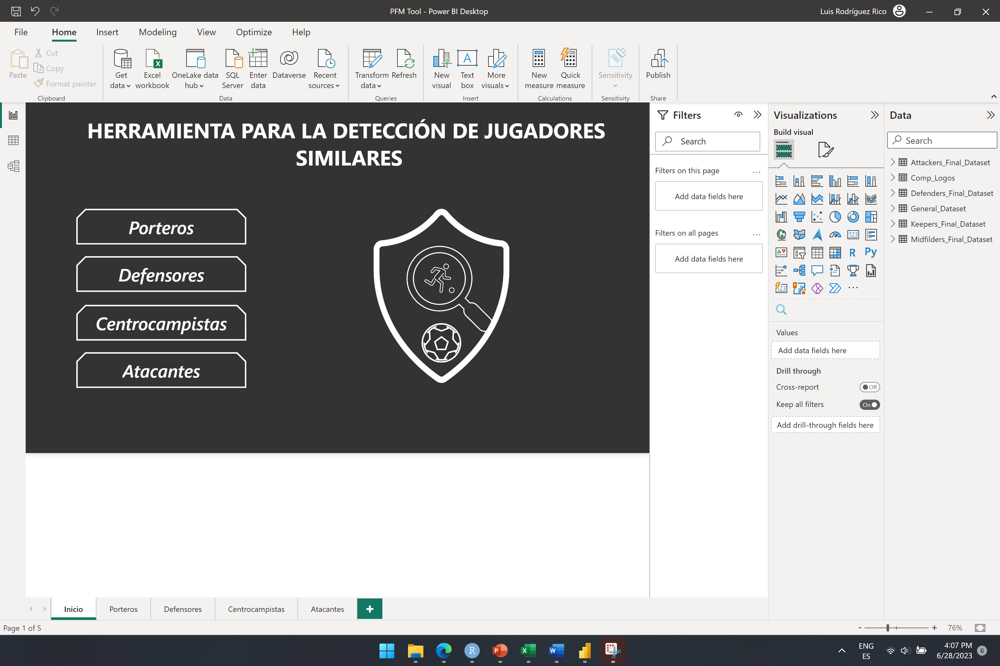 PFM Tool - Power BI Desktop
Luis Rodríguez Rico
File Home Insert Modeling View Optimize Help
Paste
Cut
Copy
Format painter
Clipboard
Get data
Excel workbook
OneLake data hub
SQL Server
Enter data
Dataverse
Recent sources
Data
Transform data
Refresh
Queries
New visual
Text box
More visuals
Insert
New measure
Quick measure
Calculations
Sensitivity
Sensitivity
Publish
Share
HERRAMIENTA PARA LA DETECCIÓN DE JUGADORES
SIMILARES
Porteros
Defensores
Centrocampistas
Atacantes
Filters
Search
Filters on this page
...
Add data fields here
Filters on all pages
...
Add data fields here
Visualizations
Build visual
123
R
Py
123
...
Values
Add data fields here
Drill through
Cross-report
Off
Keep all filters
On
Add drill-through fields here
Data
Search
Attackers_Final_Dataset
Comp_Logos
Defenders_Final_Dataset
General_Dataset
Keepers_Final_Dataset
Midfilders_Final_Dataset
Inicio Porteros Defensores Centrocampistas Atacantes +
Page 1 of 5
- + 76%
R
P
X
W
ENG
ES
4:07 PM
6/28/2023
6